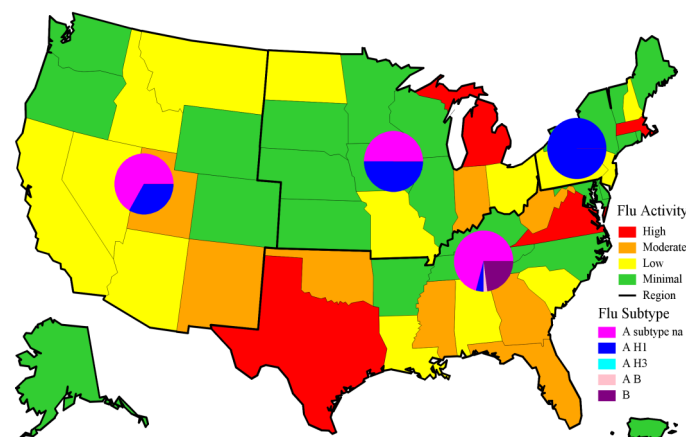 Flu Activity
High
Moderate
Low
Minimal
Region
Flu Subtype
A subtype na
A H1
A H3
A B
B